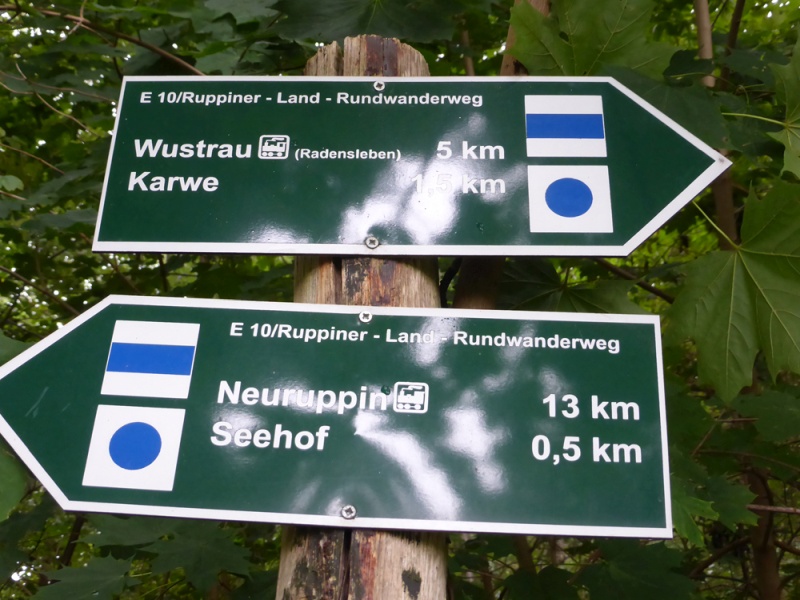 E 10/Ruppiner - Land - Rundwanderweg
Wustrau (Radensleben) 5 km
Karwe 1,5 km
E 10/Ruppiner - Land - Rundwanderweg
Neuruppin 13 km
Seehof 0,5 km